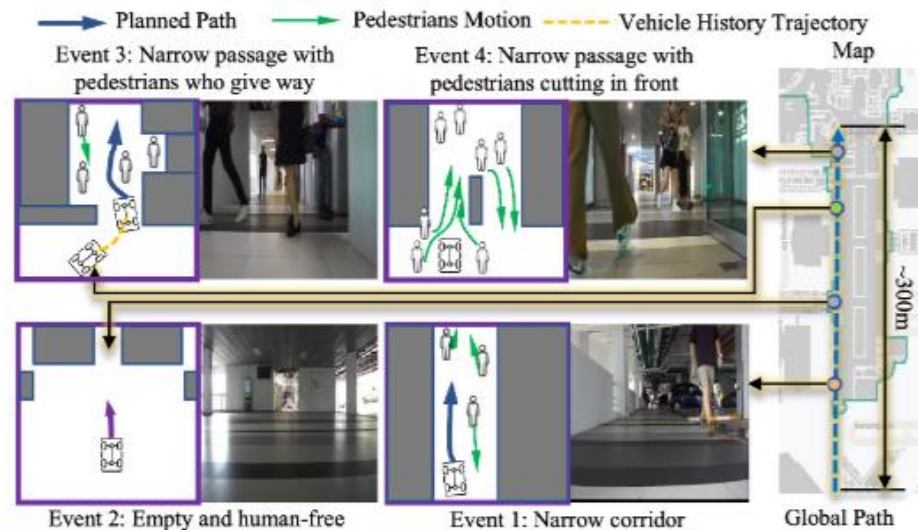 Planned Path
Pedestrians Motion
Vehicle History Trajectory
Event 3: Narrow passage with
pedestrians who give way
Event 4: Narrow passage with
pedestrians cutting in front
Map
~300m
Event 2: Empty and human-free
Event 1: Narrow corridor
Global Path